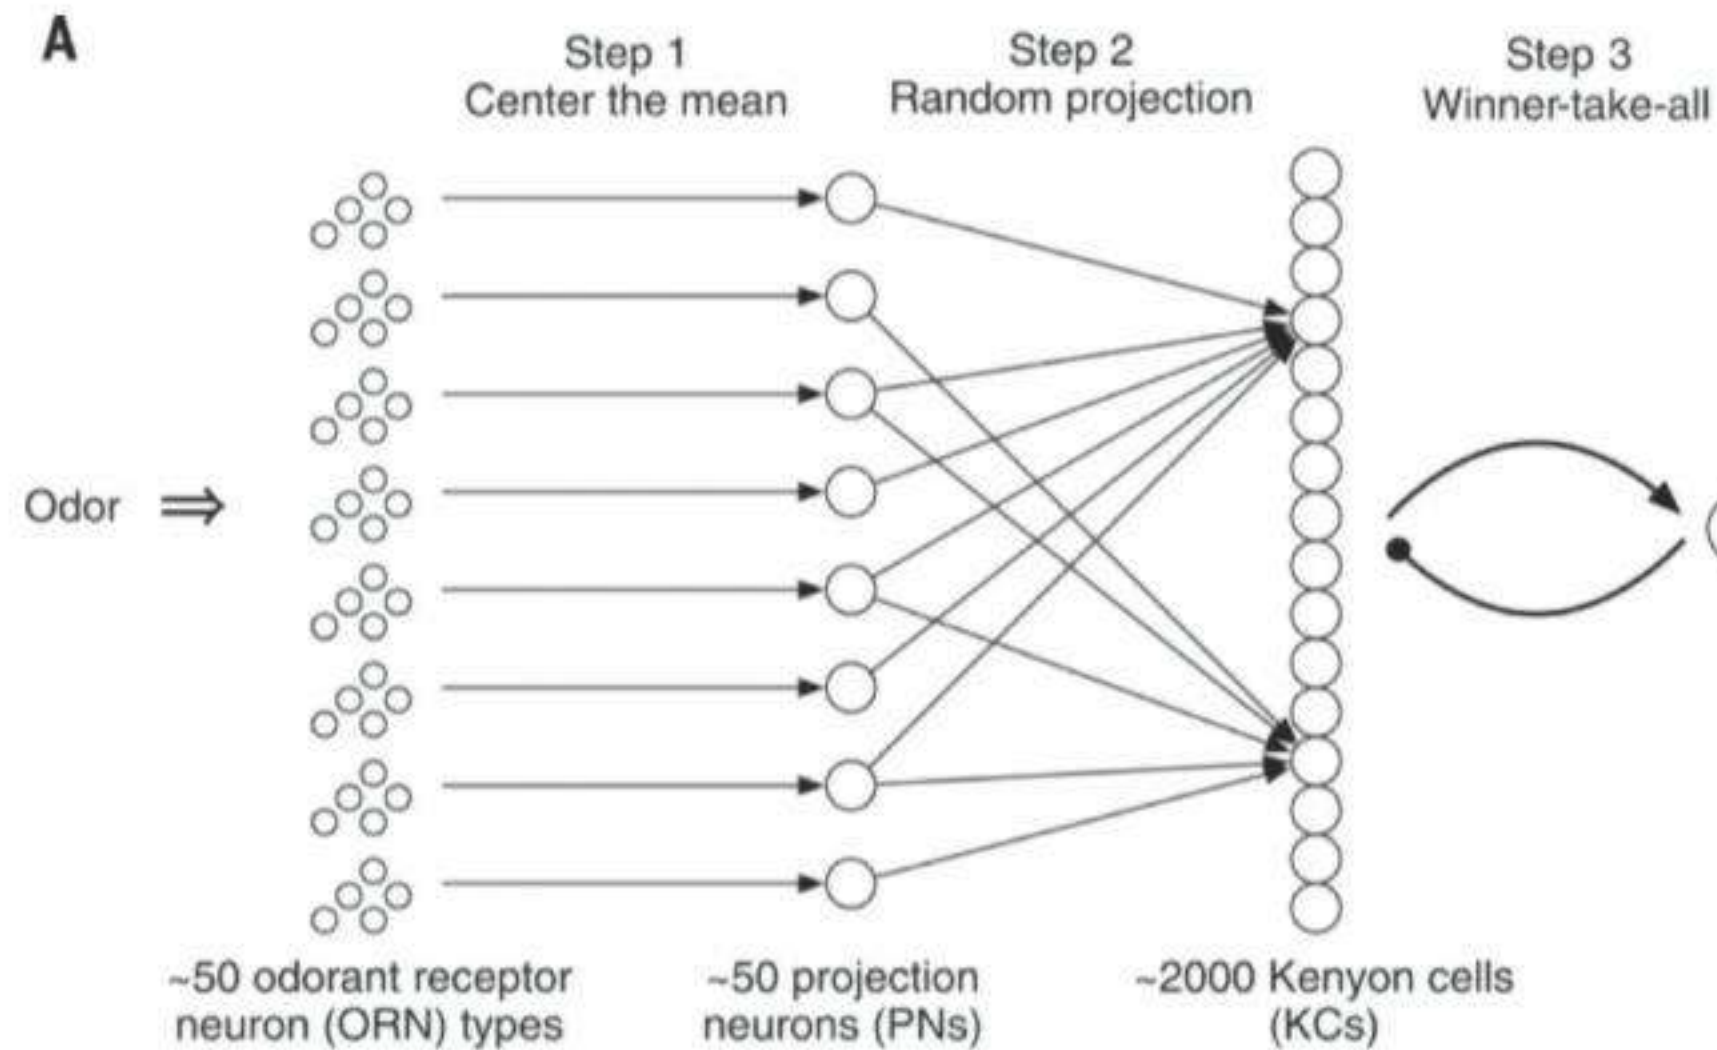 A
Step 1
Center the mean
Step 2
Random projection
Step 3
Winner-take-all
Odor ⇒
~50 odorant receptor
neuron (ORN) types
~50 projection
neurons (PNs)
~2000 Kenyon cells
(KCs)